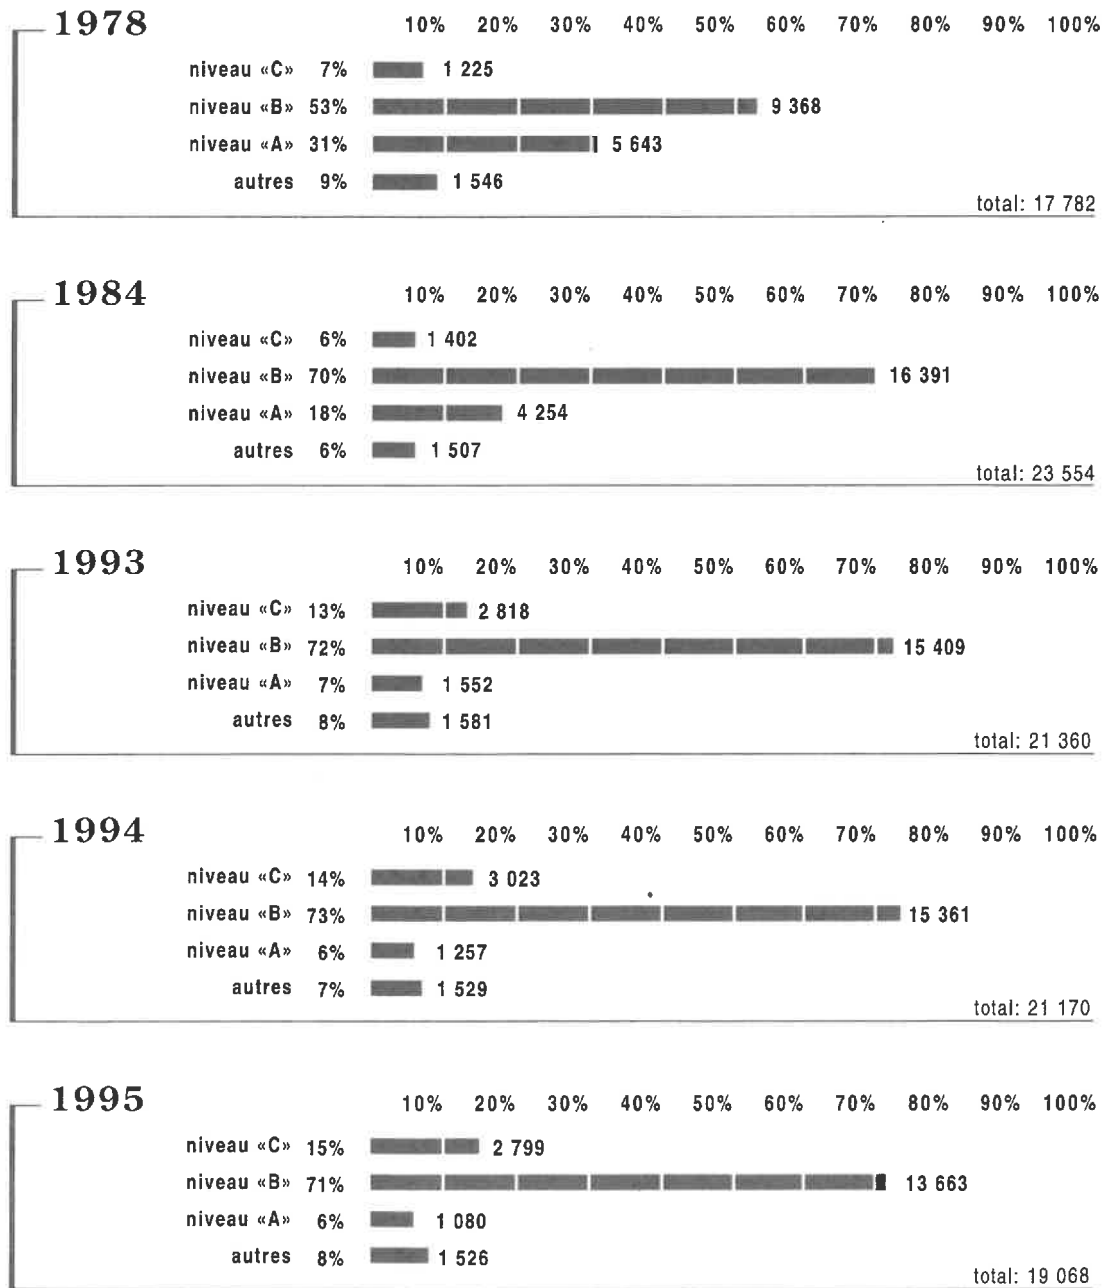 1978 10% 20% 30% 40% 50% 60% 70% 80% 90% 100%
niveau «C» 7% 1 225
niveau «B» 53% 9 368
niveau «A» 31% 5 643
autres 9% 1 546
total: 17 782
1984 10% 20% 30% 40% 50% 60% 70% 80% 90% 100%
niveau «C» 6% 1 402
niveau «B» 70% 16 391
niveau «A» 18% 4 254
autres 6% 1 507
total: 23 554
1993 10% 20% 30% 40% 50% 60% 70% 80% 90% 100%
niveau «C» 13% 2 818
niveau «B» 72% 15 409
niveau «A» 7% 1 552
autres 8% 1 581
total: 21 360
1994 10% 20% 30% 40% 50% 60% 70% 80% 90% 100%
niveau «C» 14% 3 023
niveau «B» 73% 15 361
niveau «A» 6% 1 257
autres 7% 1 529
total: 21 170
1995 10% 20% 30% 40% 50% 60% 70% 80% 90% 100%
niveau «C» 15% 2 799
niveau «B» 71% 13 663
niveau «A» 6% 1 080
autres 8% 1 526
total: 19 068